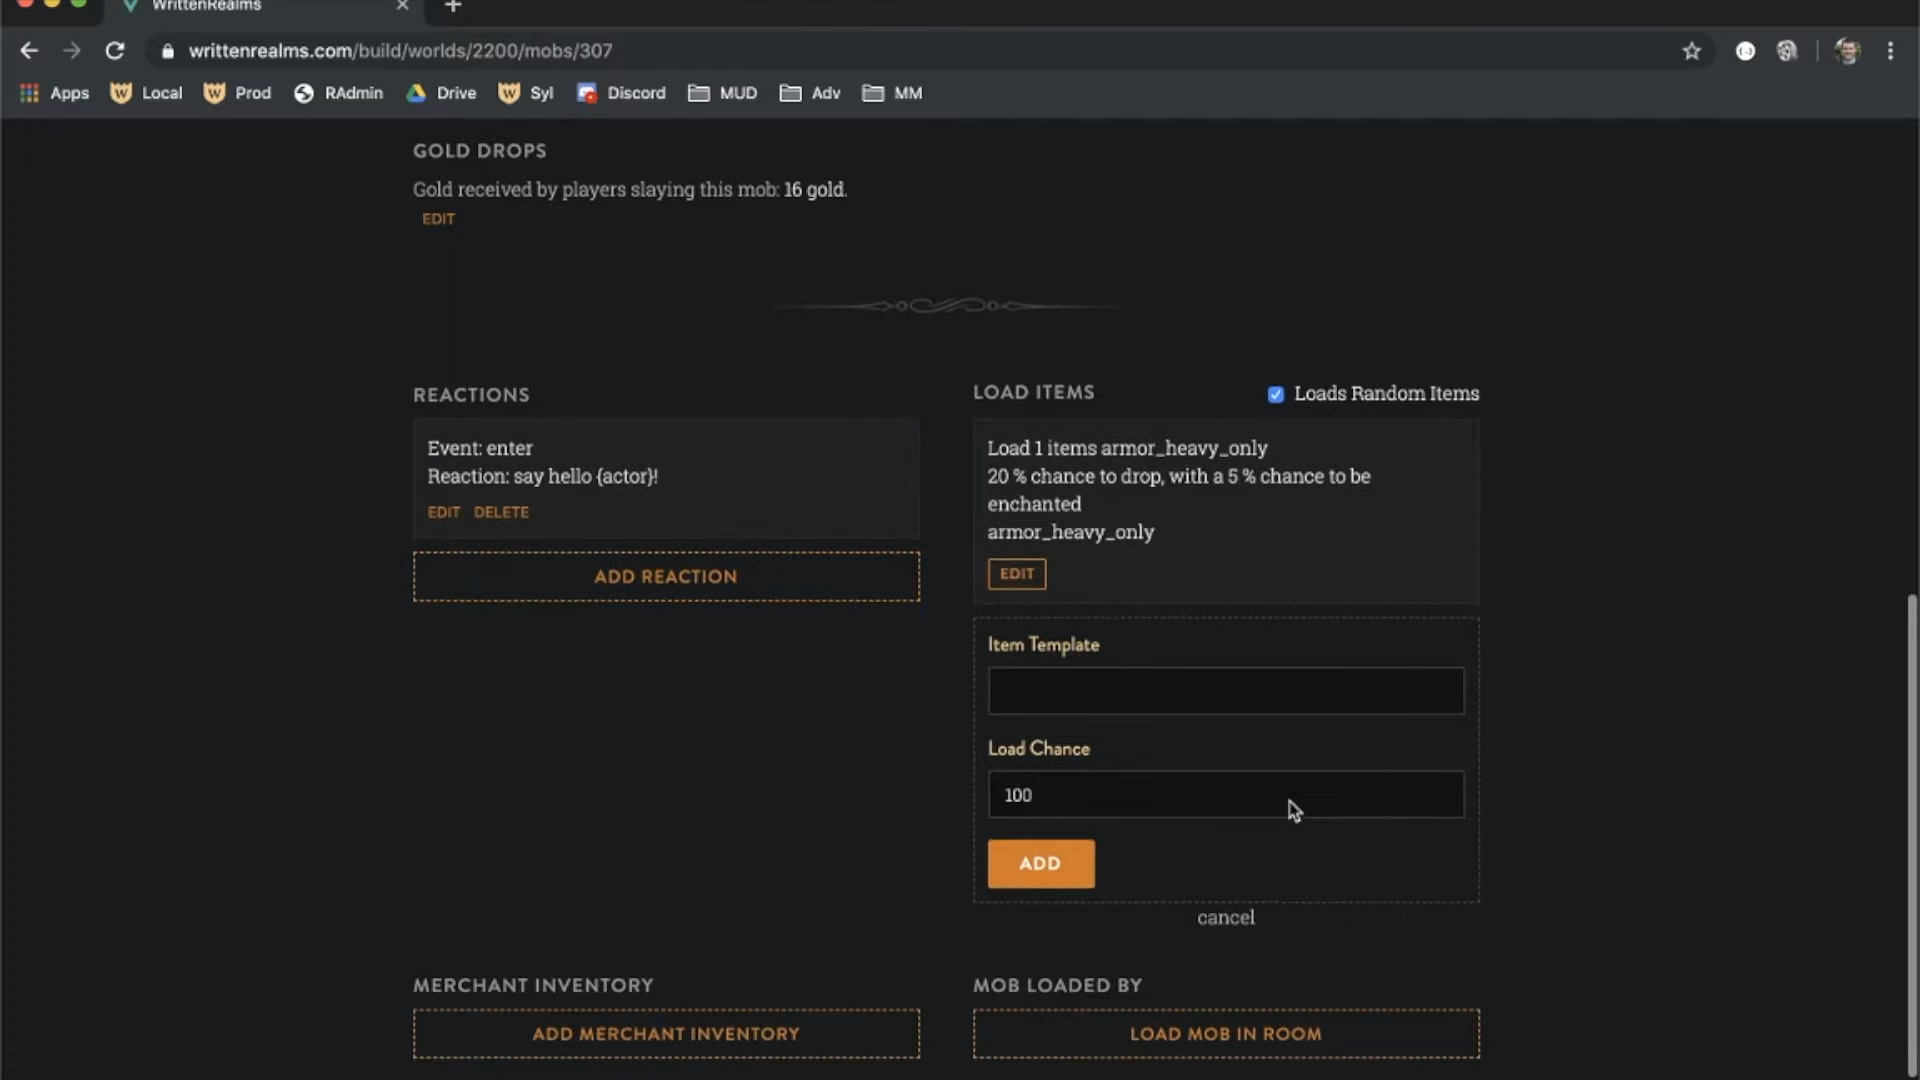 WrittenRealms
writtenrealms.com/build/worlds/2200/mobs/307
Apps Local Prod RAdmin Drive Syl Discord MUD Adv MM
GOLD DROPS
Gold received by players slaying this mob: 16 gold.
EDIT
REACTIONS
Event: enter
Reaction: say hello {actor}!
EDIT DELETE
ADD REACTION
LOAD ITEMS
Loads Random Items
Load 1 items armor_heavy_only
20 % chance to drop, with a 5 % chance to be
enchanted
armor_heavy_only
EDIT
Item Template
Load Chance
100
ADD
cancel
MERCHANT INVENTORY
ADD MERCHANT INVENTORY
MOB LOADED BY
LOAD MOB IN ROOM